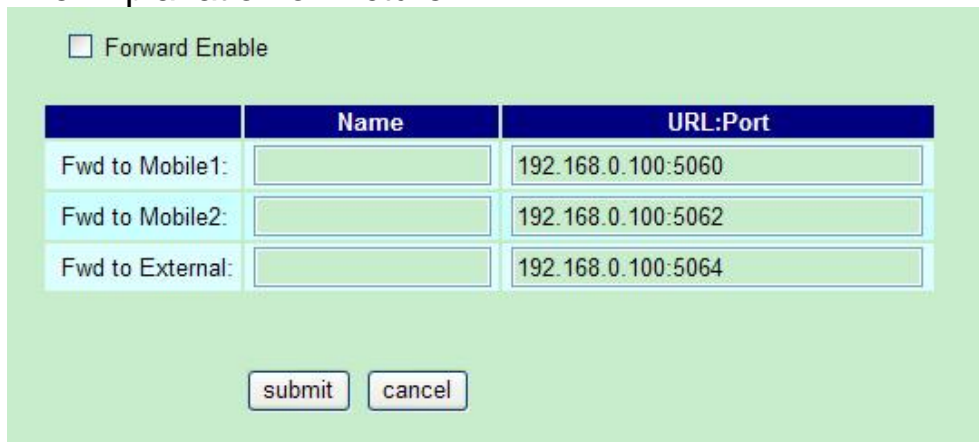 Forward Enable
Name URL:Port
Fwd to Mobile1: 192.168.0.100:5060
Fwd to Mobile2: 192.168.0.100:5062
Fwd to External: 192.168.0.100:5064
submit cancel